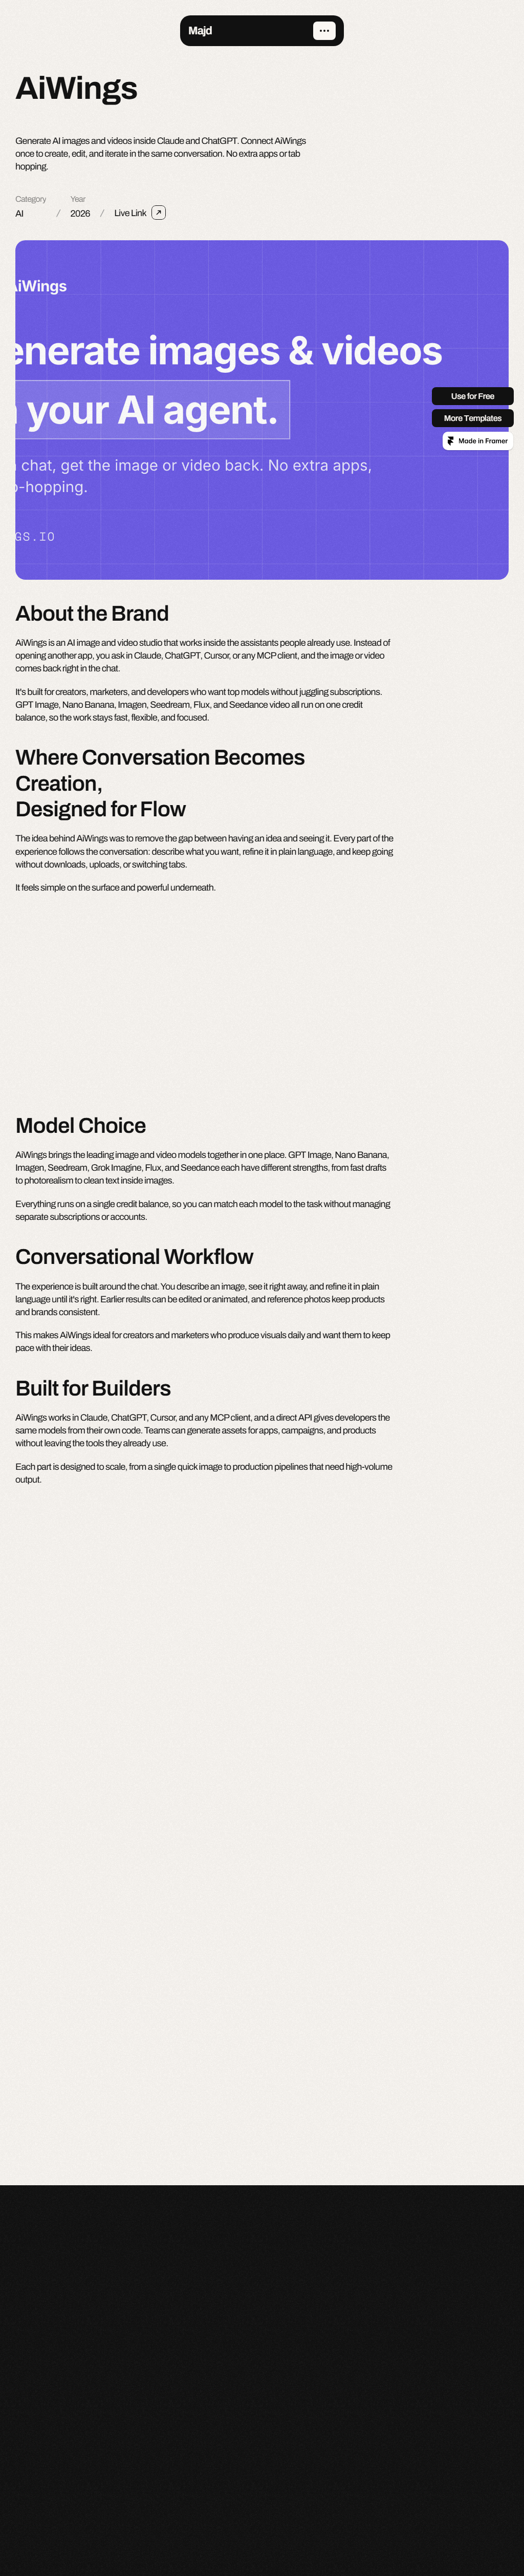 Majd
AiWings
Generate AI images and videos inside Claude and ChatGPT. Connect AiWings
once to create, edit, and iterate in the same conversation. No extra apps or tab
hopping.
Category
Year
AI
/
2026
/
Live Link
AiWings
enerate images & videos
your AI agent.
chat, get the image or video back. No extra apps,
-hopping.
GS.IO
Use for Free
More Templates
Made in Framer
About the Brand
AiWings is an AI image and video studio that works inside the assistants people already use. Instead of
opening another app, you ask in Claude, ChatGPT, Cursor, or any MCP client, and the image or video
comes back right in the chat.
It's built for creators, marketers, and developers who want top models without juggling subscriptions.
GPT Image, Nano Banana, Imagen, Seedream, Flux, and Seedance video all run on one credit
balance, so the work stays fast, flexible, and focused.
Where Conversation Becomes
Creation,
Designed for Flow
The idea behind AiWings was to remove the gap between having an idea and seeing it. Every part of the
experience follows the conversation: describe what you want, refine it in plain language, and keep going
without downloads, uploads, or switching tabs.
It feels simple on the surface and powerful underneath.
Model Choice
AiWings brings the leading image and video models together in one place. GPT Image, Nano Banana,
Imagen, Seedream, Grok Imagine, Flux, and Seedance each have different strengths, from fast drafts
to photorealism to clean text inside images.
Everything runs on a single credit balance, so you can match each model to the task without managing
separate subscriptions or accounts.
Conversational Workflow
The experience is built around the chat. You describe an image, see it right away, and refine it in plain
language until it's right. Earlier results can be edited or animated, and reference photos keep products
and brands consistent.
This makes AiWings ideal for creators and marketers who produce visuals daily and want them to keep
pace with their ideas.
Built for Builders
AiWings works in Claude, ChatGPT, Cursor, and any MCP client, and a direct API gives developers the
same models from their own code. Teams can generate assets for apps, campaigns, and products
without leaving the tools they already use.
Each part is designed to scale, from a single quick image to production pipelines that need high-volume
output.